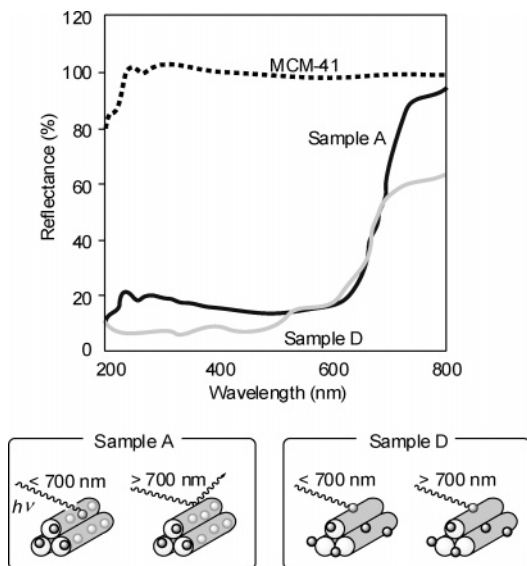 120
100
80
60
40
20
0
Reflectance (%)
MCM-41
Sample A
Sample D
200
400
600
800
Wavelength (nm)
Sample A
< 700 nm
> 700 nm
hν
Sample D
< 700 nm
> 700 nm